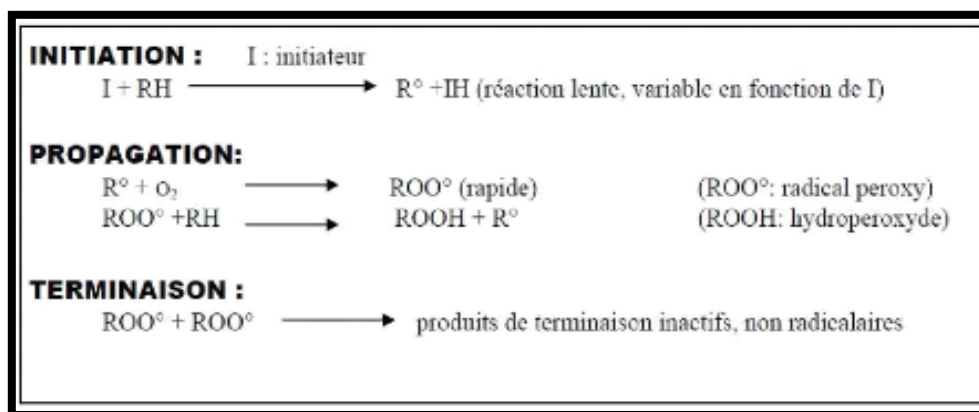 INITIATION : I : initiateur
I + RH ⟶ R° +IH (réaction lente, variable en fonction de I)
PROPAGATION:
R° + O₂ ⟶ ROO° (rapide) (ROO°: radical peroxy)
ROO° +RH ⟶ ROOH + R° (ROOH: hydroperoxyde)
TERMINAISON :
ROO° + ROO° ⟶ produits de terminaison inactifs, non radicalaires